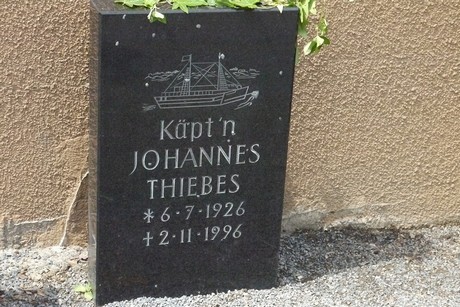 Käpt'n
JOHANNES
THIEBES
* 6·7·1926
† 2·11·1996